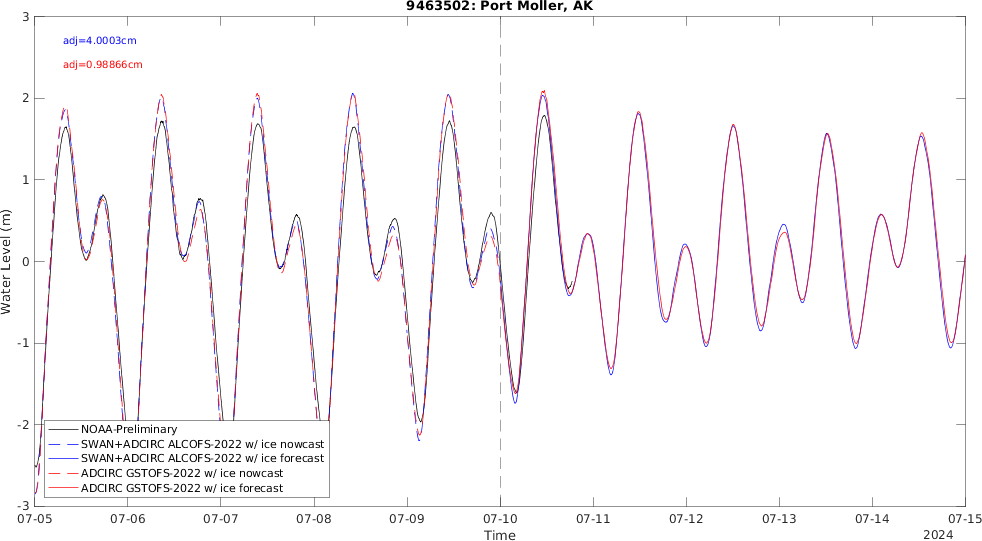 9463502: Port Moller, AK
adj=4.0003cm
adj=0.98866cm
Water Level (m)
3
2
1
0
-1
-2
-3
NOAA-Preliminary
SWAN+ADCIRC ALCOFS-2022 w/ ice nowcast
SWAN+ADCIRC ALCOFS-2022 w/ ice forecast
ADCIRC GSTOFS-2022 w/ ice nowcast
ADCIRC GSTOFS-2022 w/ ice forecast
07-05 07-06 07-07 07-08 07-09 07-10 07-11 07-12 07-13 07-14 07-15
Time
2024